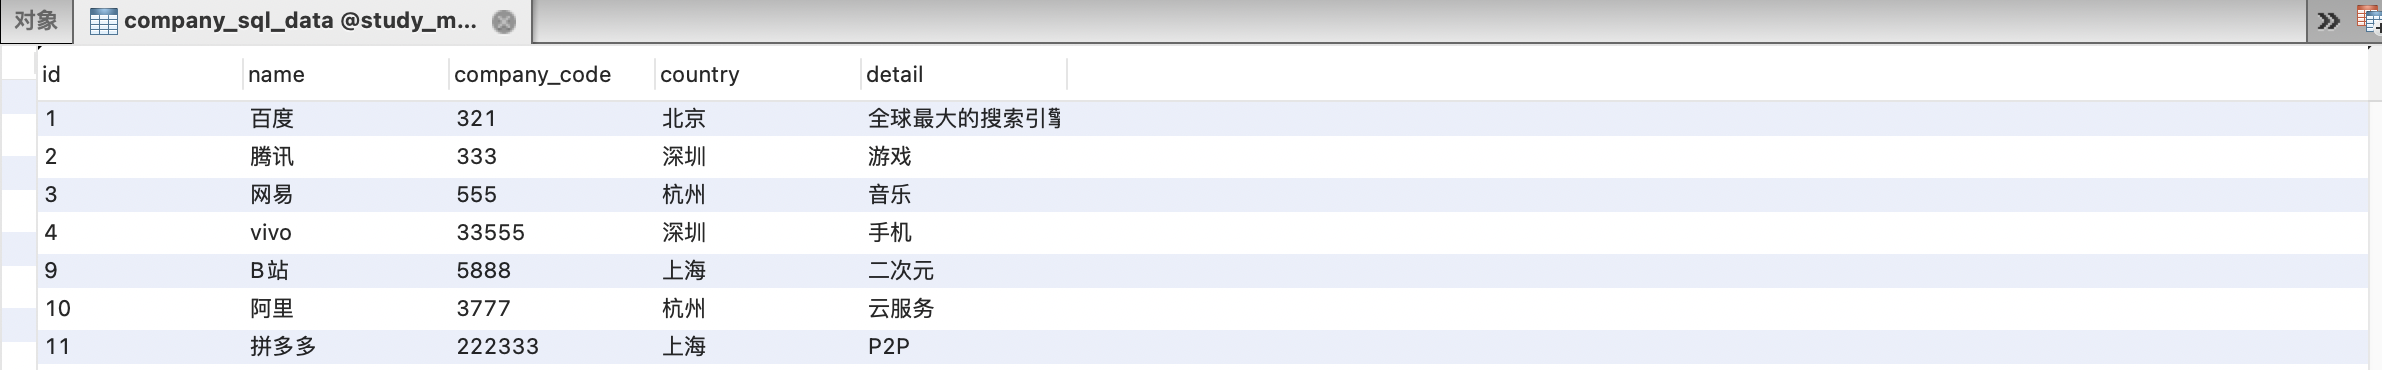 对象 company_sql_data @study_m...
id name company_code country detail
1 百度 321 北京 全球最大的搜索引擎
2 腾讯 333 深圳 游戏
3 网易 555 杭州 音乐
4 vivo 33555 深圳 手机
9 B站 5888 上海 二次元
10 阿里 3777 杭州 云服务
11 拼多多 222333 上海 P2P